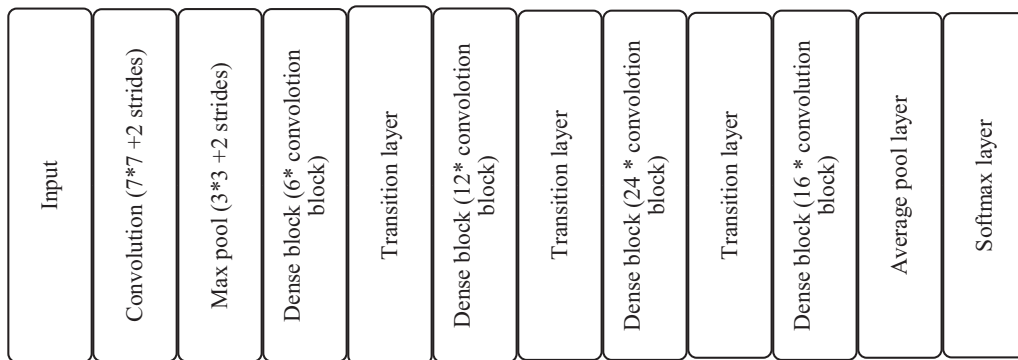 Input
Convolution (7*7 +2 strides)
Max pool (3*3 +2 strides)
Dense block (6* convolotion
block)
Transition layer
Dense block (12* convolotion
block)
Transition layer
Dense block (24 * convolotion
block)
Transition layer
Dense block (16 * convolution
block)
Average pool layer
Softmax layer